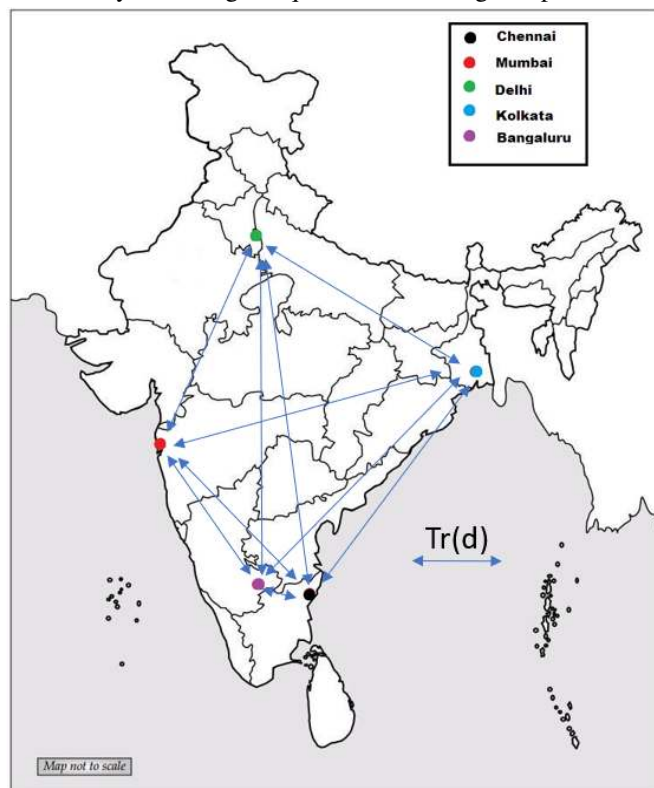 Chennai
Mumbai
Delhi
Kolkata
Bangaluru
Tr(d)
Map not to scale